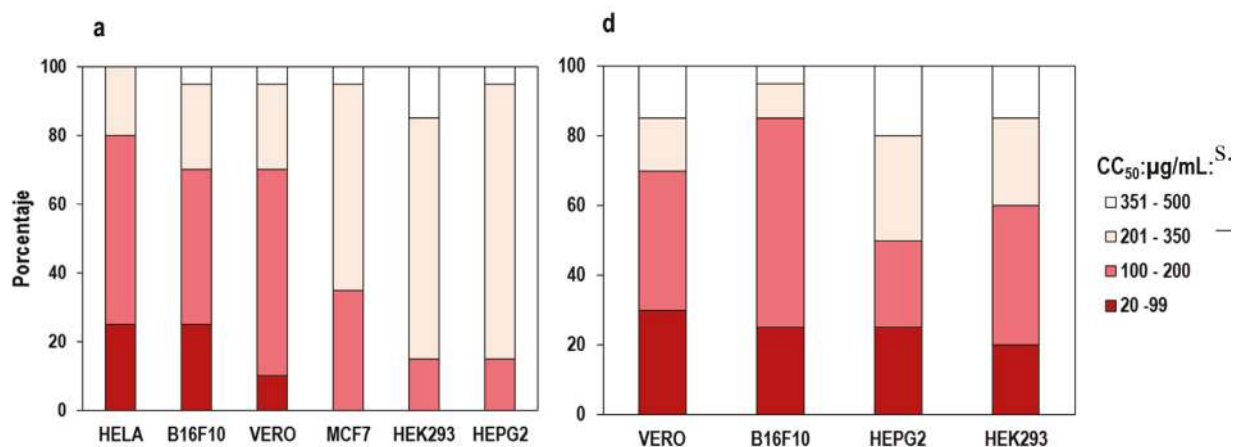 a
d
100
80
60
40
20
0
Porcentaje
HELA B16F10 VERO MCF7 HEK293 HEPG2
100
80
60
40
20
0
VERO B16F10 HEPG2 HEK293
CC₅₀:µg/mL: S.
351 - 500
201 - 350 —
100 - 200
20 -99